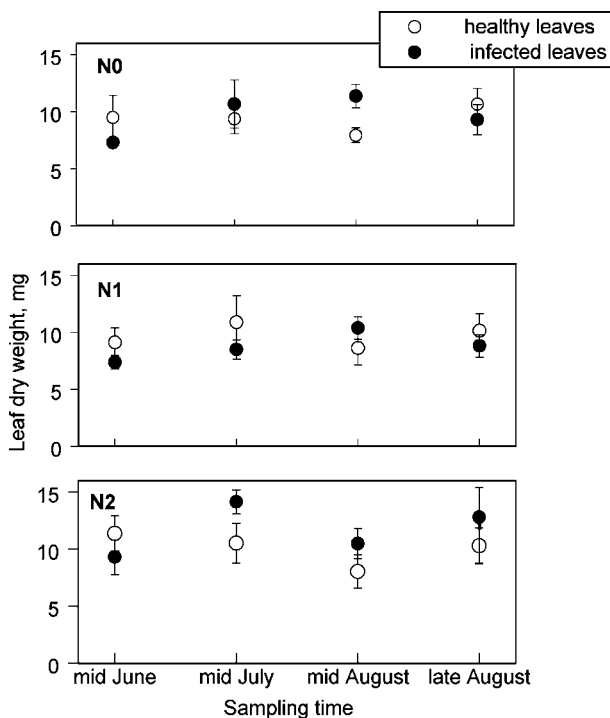 healthy leaves
infected leaves
N0
15
10
5
0
N1
15
10
5
0
Leaf dry weight, mg
N2
15
10
5
0
mid June mid July mid August late August
Sampling time